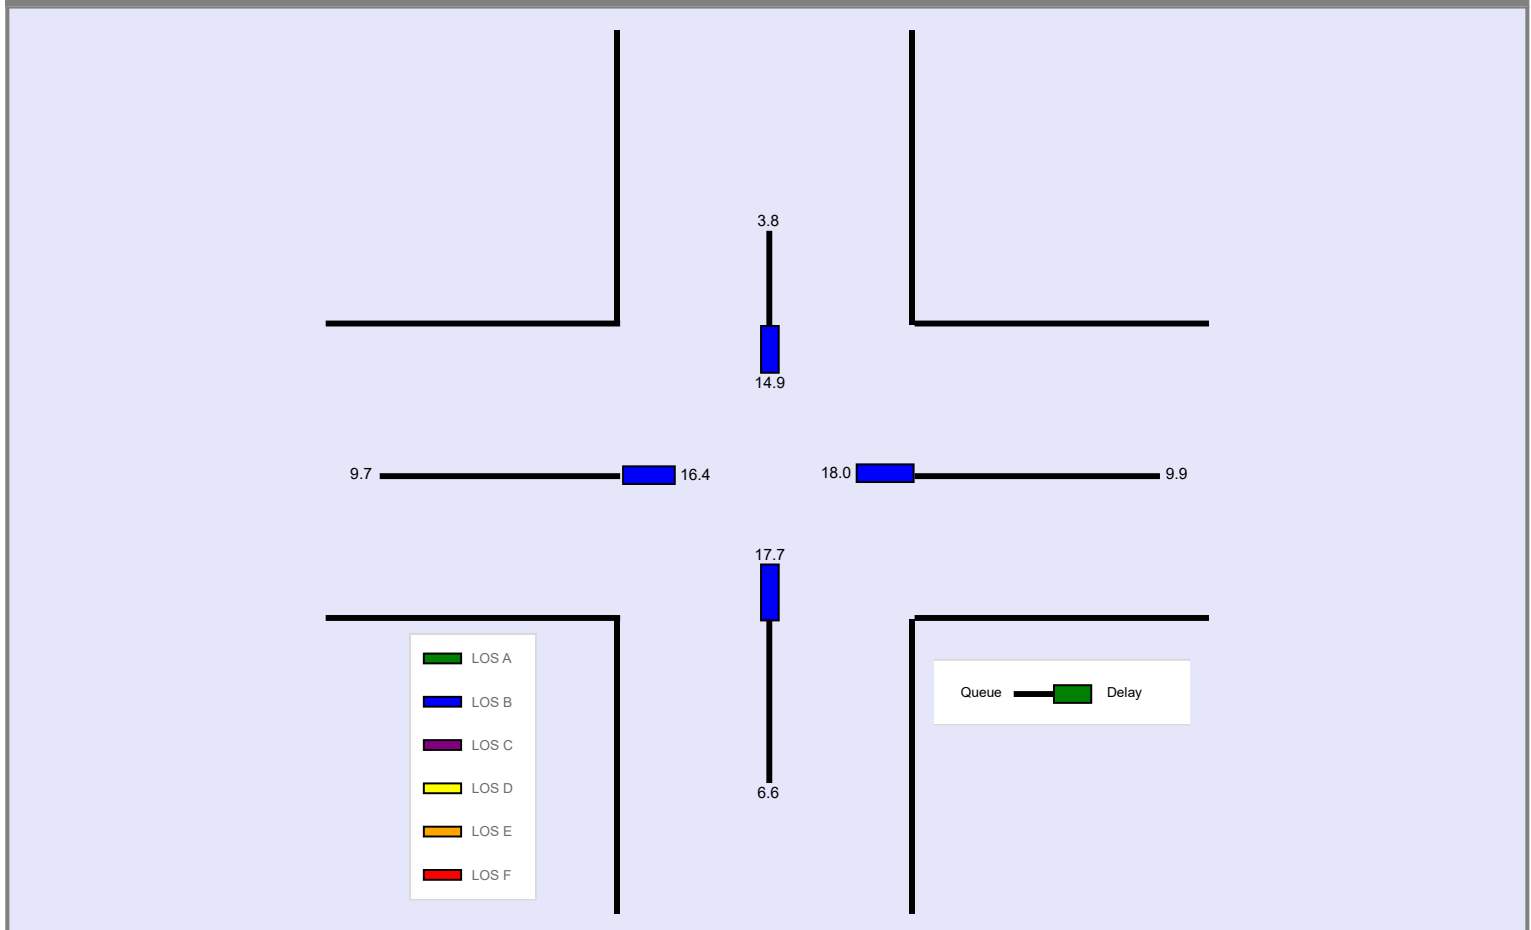 3.8
14.9
9.7
16.4
18.0
9.9
17.7
6.6
LOS A
LOS B
LOS C
LOS D
LOS E
LOS F
Queue
Delay